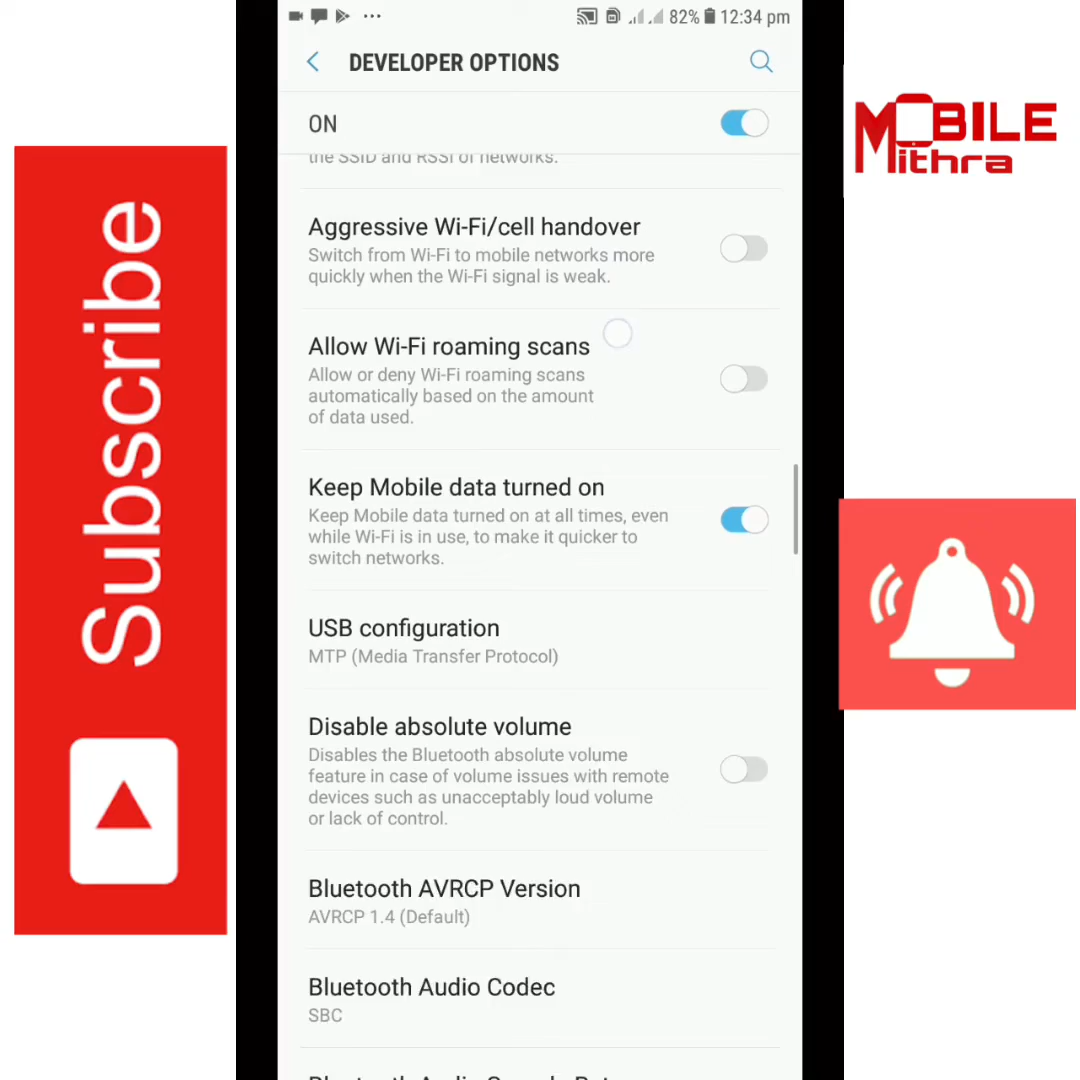 Subscribe
82% 12:34 pm
DEVELOPER OPTIONS
ON
the SSID and RSSI of networks.
Aggressive Wi-Fi/cell handover
Switch from Wi-Fi to mobile networks more
quickly when the Wi-Fi signal is weak.
Allow Wi-Fi roaming scans
Allow or deny Wi-Fi roaming scans
automatically based on the amount
of data used.
Keep Mobile data turned on
Keep Mobile data turned on at all times, even
while Wi-Fi is in use, to make it quicker to
switch networks.
USB configuration
MTP (Media Transfer Protocol)
Disable absolute volume
Disables the Bluetooth absolute volume
feature in case of volume issues with remote
devices such as unacceptably loud volume
or lack of control.
Bluetooth AVRCP Version
AVRCP 1.4 (Default)
Bluetooth Audio Codec
SBC
MOBILE
Mithra